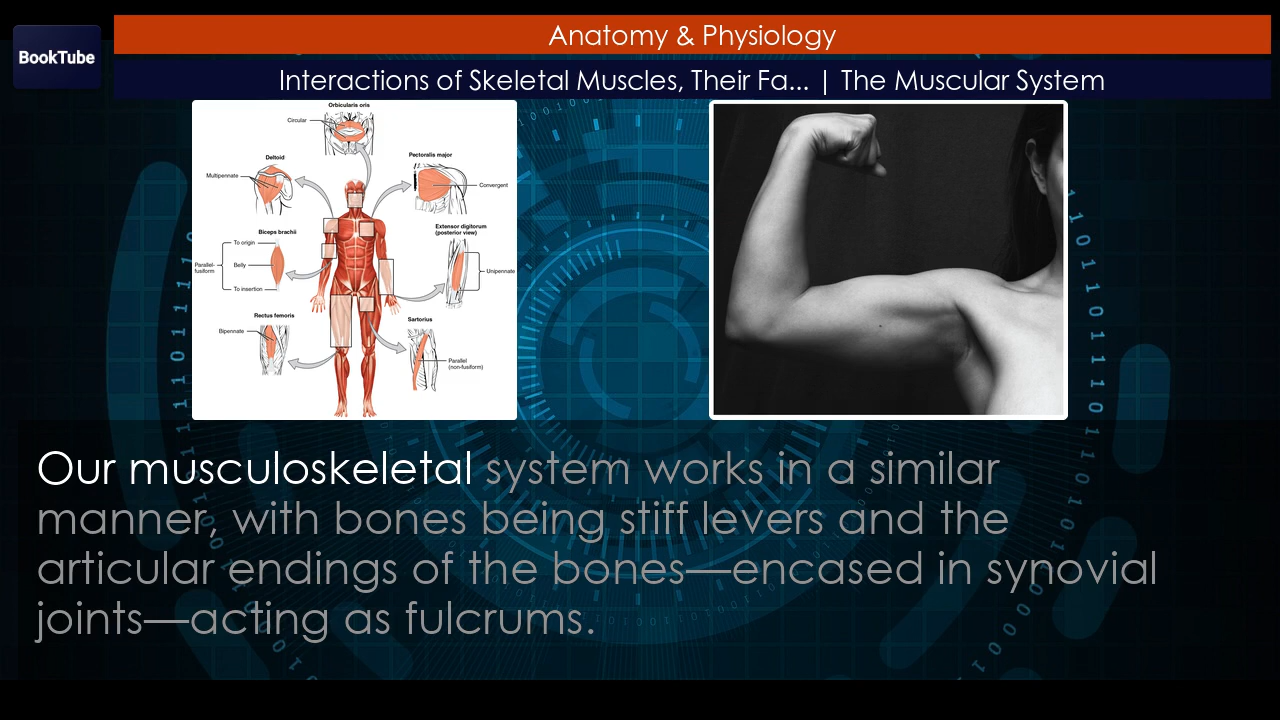 BookTube
Anatomy & Physiology
Interactions of Skeletal Muscles, Their Fa... | The Muscular System
Orbicularis oris
Circular
Deltoid
Multipennate
Pectoralis major
Convergent
Biceps brachii
To origin
Parallel-
fusiform
Belly
To insertion
Extensor digitorum
(posterior view)
Unipennate
Rectus femoris
Bipennate
Sartorius
Parallel
(non-fusiform)
Our musculoskeletal system works in a similar
manner, with bones being stiff levers and the
articular endings of the bones—encased in synovial
joints—acting as fulcrums.